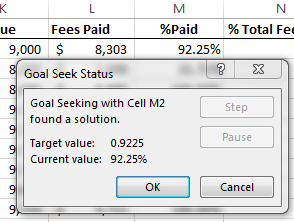 K L M N
ue Fees Paid %Paid % Total Fee
9,000 $ 8,303 92.25%
Goal Seek Status
Goal Seeking with Cell M2
found a solution.
Step
Pause
Target value: 0.9225
Current value: 92.25%
OK Cancel